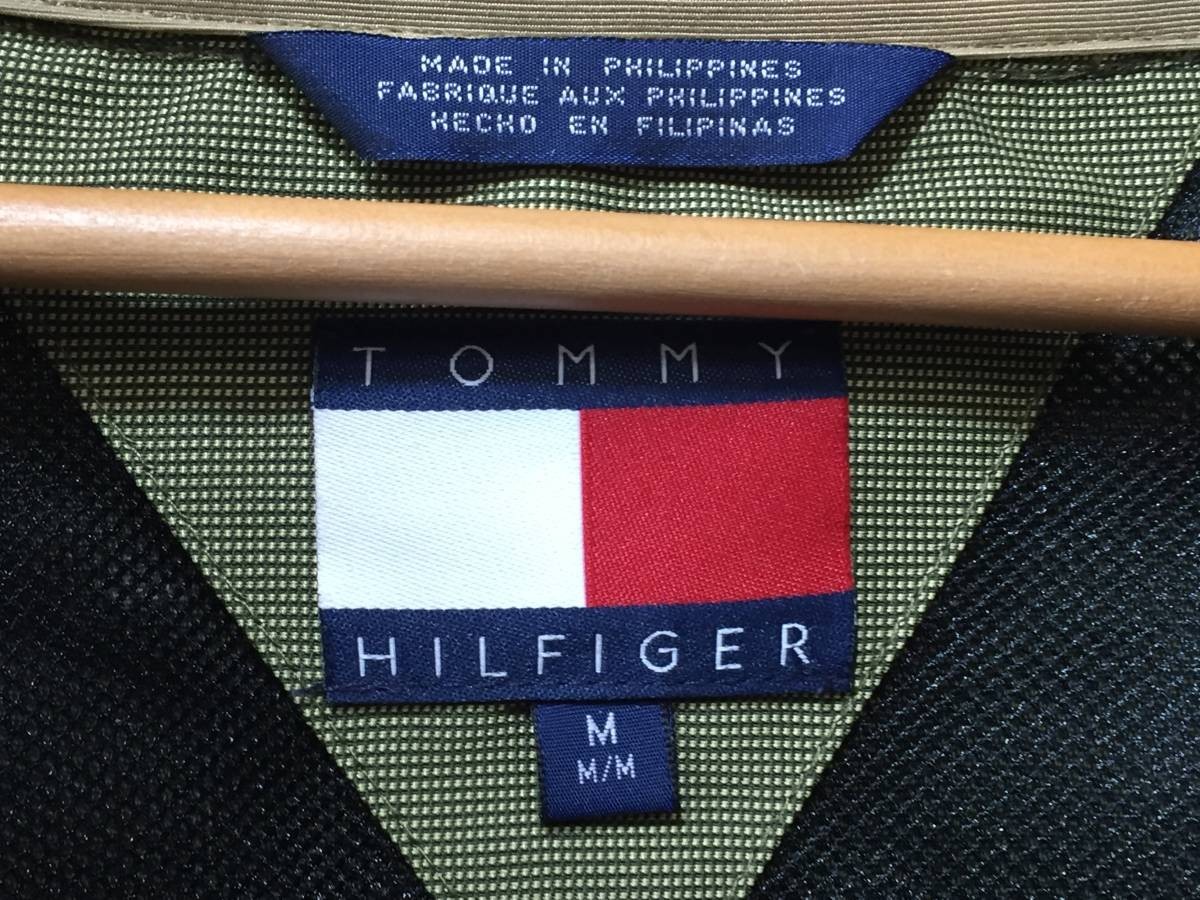 MADE IN PHILIPPINES
FABRIQUE AUX PHILIPPINES
HECHO EN FILIPINAS
TOMMY
HILFIGER
M
M/M